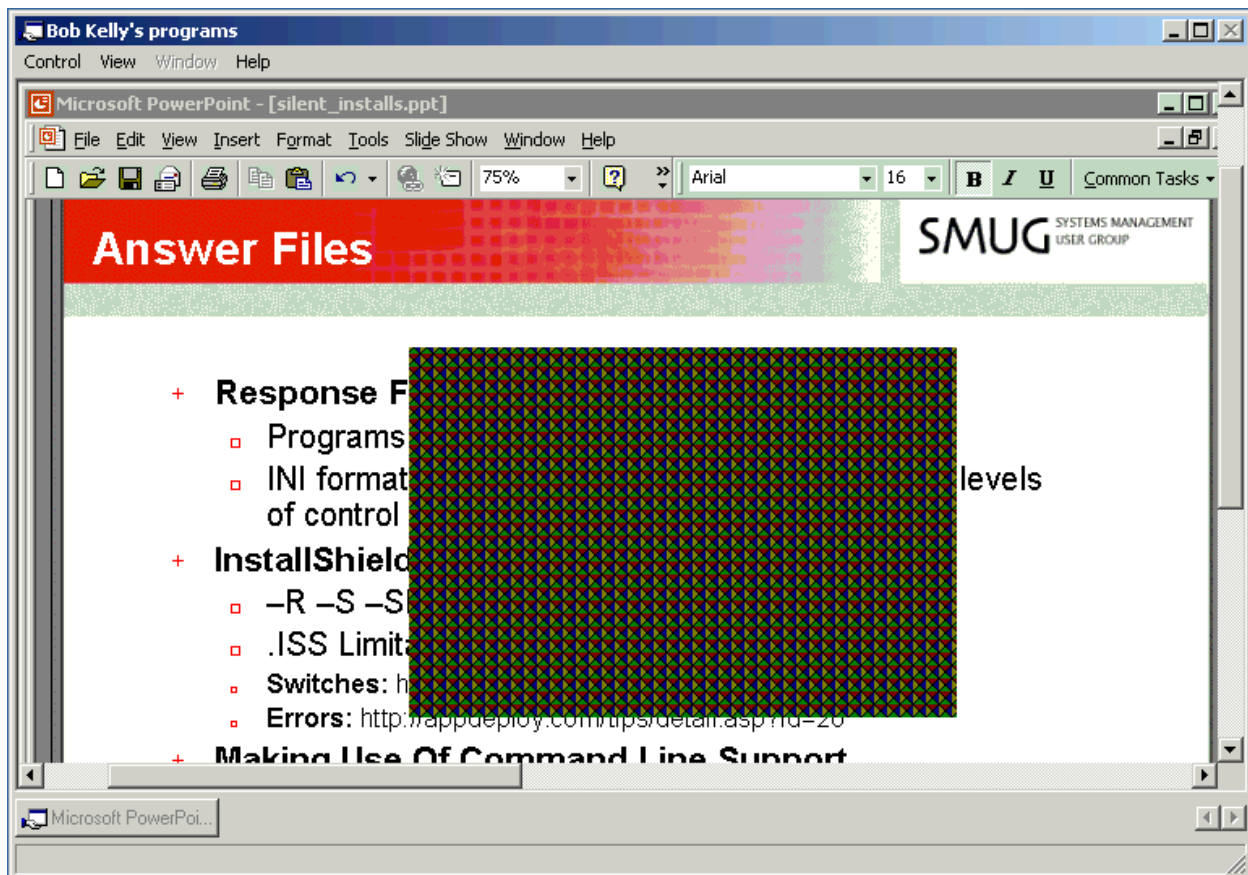 Bob Kelly's programs
Control View Window Help
Microsoft PowerPoint - [silent_installs.ppt]
File Edit View Insert Format Tools Slide Show Window Help
75% Arial 16 B I U Common Tasks
Answer Files
SMUG SYSTEMS MANAGEMENT
USER GROUP
Response F
Programs
INI format levels
of control
InstallShield
–R –S
.ISS Limit
Switches: h
Errors: http://appdeploy.com/tips/detail.asp?id=20
Making Use Of Command Line Support
Microsoft PowerPoi...